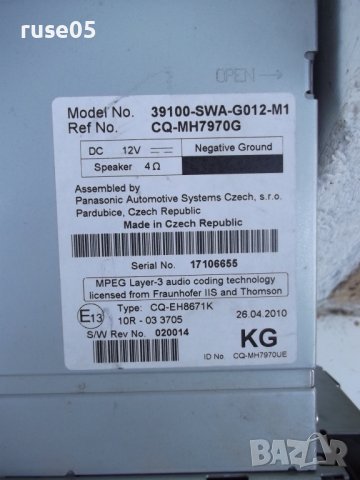 ruse05
OPEN
Model No. 39100-SWA-G012-M1
Ref No. CQ-MH7970G
DC 12V Negative Ground
Speaker 4Ω
Assembled by
Panasonic Automotive Systems Czech, s.r.o.
Pardubice, Czech Republic
Made in Czech Republic
Serial No. 17106655
MPEG Layer-3 audio coding technology
licensed from Fraunhofer IIS and Thomson
E13 Type: CQ-EH8671K
10R - 03 3705 26.04.2010
S/W Rev No. 020014
KG
ID No. CQ-MH7970UE
BAZAR